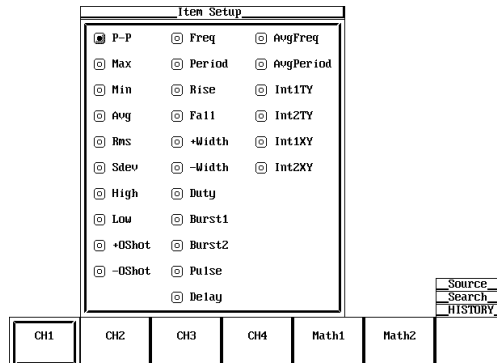 Item Setup
P-P Freq AvgFreq
Max Period AvgPeriod
Min Rise Int1TY
Avg Fall Int2TY
Rms +Width Int1XY
Sdev -Width Int2XY
High Duty
Low Burst1
+OShot Burst2
-OShot Pulse
Delay
Source
Search
HISTORY
CH1 CH2 CH3 CH4 Math1 Math2